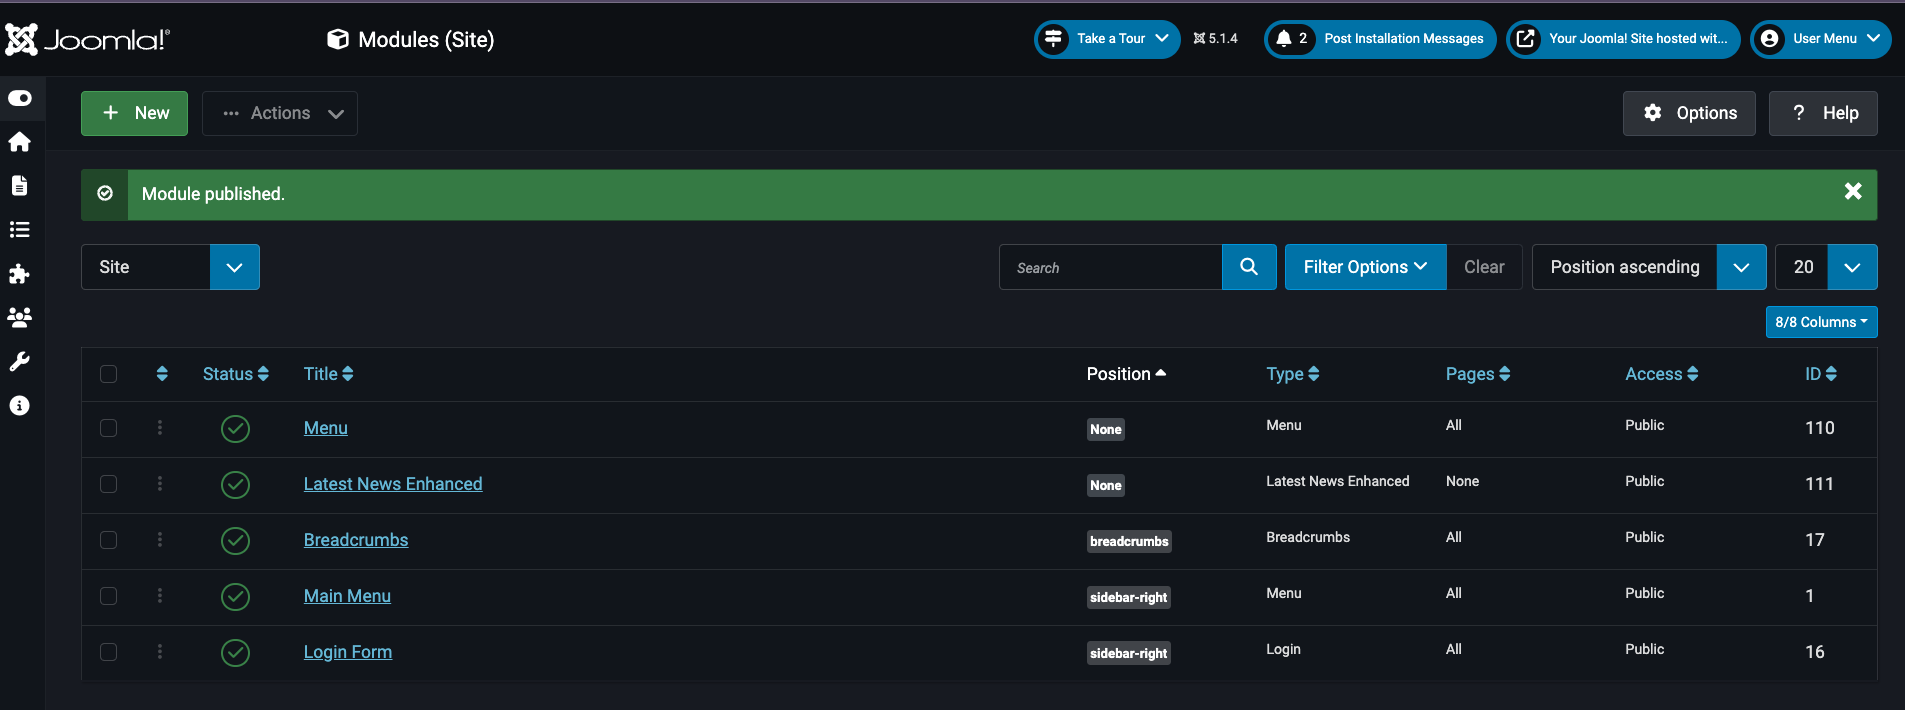 Joomla!® Modules (Site) Take a Tour 5.1.4 2 Post Installation Messages Your Joomla! Site hosted wit... User Menu
+ New ··· Actions Options ? Help
Module published.
Site Search Filter Options Clear Position ascending 20
8/8 Columns
Status Title Position Type Pages Access ID
Menu None Menu All Public 110
Latest News Enhanced None Latest News Enhanced None Public 111
Breadcrumbs breadcrumbs Breadcrumbs All Public 17
Main Menu sidebar-right Menu All Public 1
Login Form sidebar-right Login All Public 16